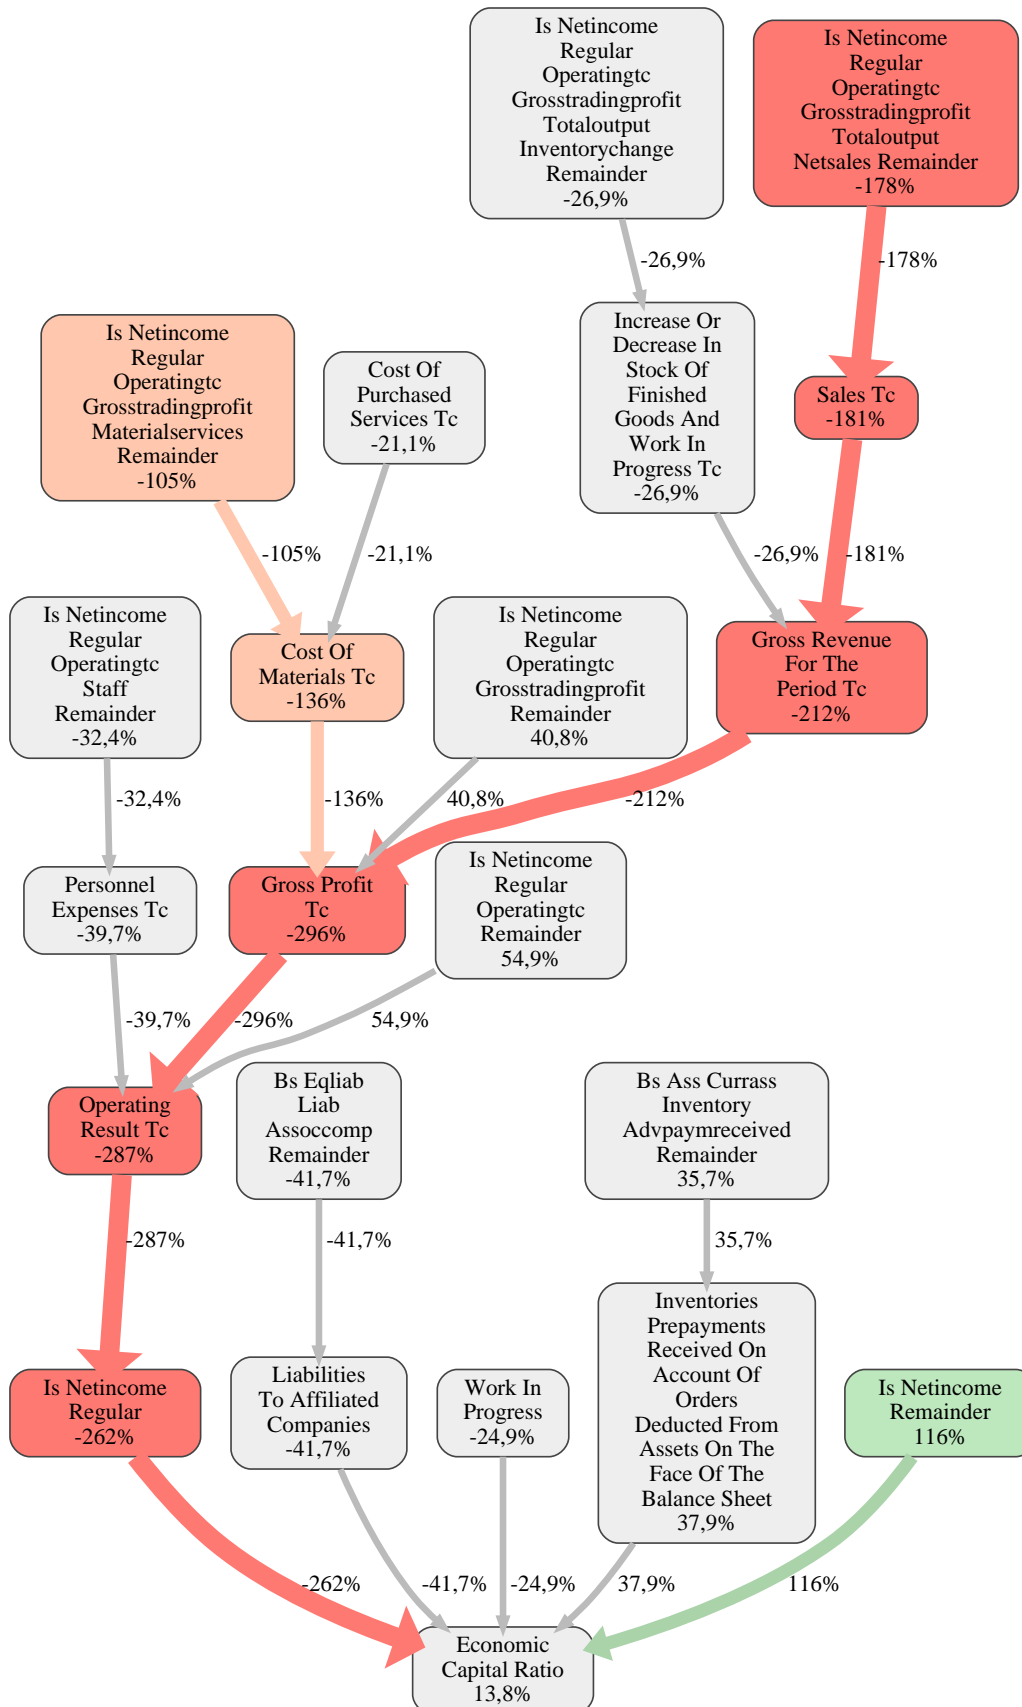 Is Netincome
Regular
Operatingtc
Grosstradingprofit
Totaloutput
Inventorychange
Remainder
-26,9%
Is Netincome
Regular
Operatingtc
Grosstradingprofit
Totaloutput
Netsales Remainder
-178%
-26,9%
-178%
Is Netincome
Regular
Operatingtc
Grosstradingprofit
Materialservices
Remainder
-105%
Cost Of
Purchased
Services Tc
-21,1%
Increase Or
Decrease In
Stock Of
Finished
Goods And
Work In
Progress Tc
-26,9%
Sales Tc
-181%
-105%
-21,1%
-26,9%
-181%
Is Netincome
Regular
Operatingtc
Staff
Remainder
-32,4%
Cost Of
Materials Tc
-136%
Is Netincome
Regular
Operatingtc
Grosstradingprofit
Remainder
40,8%
Gross Revenue
For The
Period Tc
-212%
-32,4%
-136%
40,8%
-212%
Personnel
Expenses Tc
-39,7%
Gross Profit
Tc
-296%
Is Netincome
Regular
Operatingtc
Remainder
54,9%
-39,7%
-296%
54,9%
Operating
Result Tc
-287%
Bs Eqliab
Liab
Assoccomp
Remainder
-41,7%
Bs Ass Currass
Inventory
Advpaymreceived
Remainder
35,7%
-287%
-41,7%
35,7%
Is Netincome
Regular
-262%
Liabilities
To Affiliated
Companies
-41,7%
Work In
Progress
-24,9%
Inventories
Prepayments
Received On
Account Of
Orders
Deducted From
Assets On The
Face Of The
Balance Sheet
37,9%
Is Netincome
Remainder
116%
-262%
-41,7%
-24,9%
37,9%
116%
Economic
Capital Ratio
13,8%